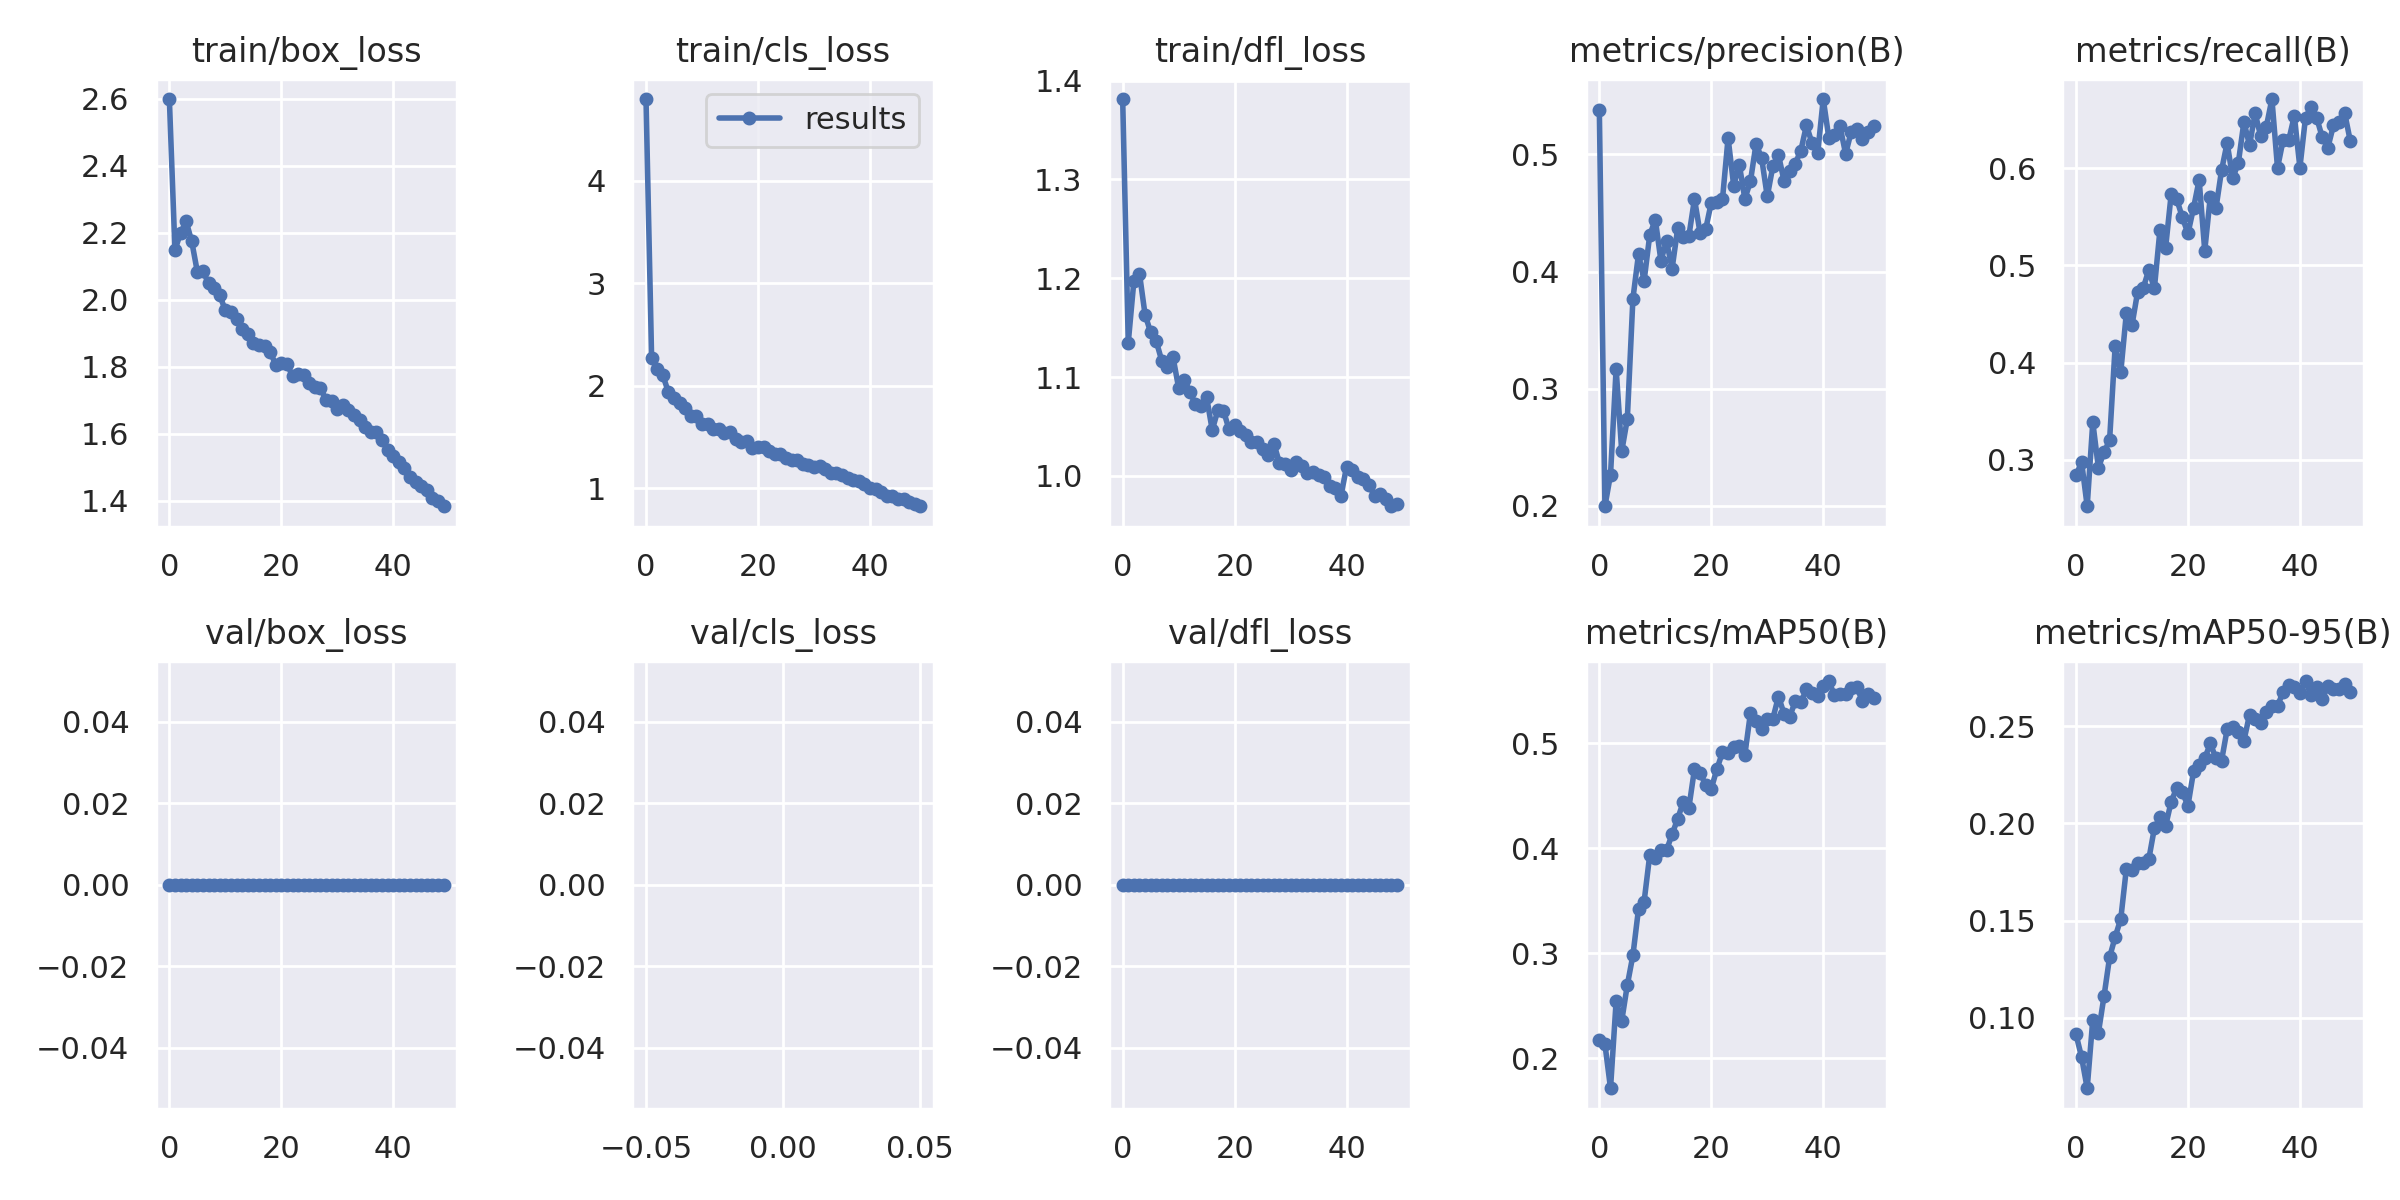 train/box_loss
2.6
2.4
2.2
2.0
1.8
1.6
1.4
0 20 40
train/cls_loss
results
4
3
2
1
0 20 40
train/dfl_loss
1.4
1.3
1.2
1.1
1.0
0 20 40
metrics/precision(B)
0.5
0.4
0.3
0.2
0 20 40
metrics/recall(B)
0.6
0.5
0.4
0.3
0 20 40
val/box_loss
0.04
0.02
0.00
−0.02
−0.04
0 20 40
val/cls_loss
0.04
0.02
0.00
−0.02
−0.04
−0.05 0.00 0.05
val/dfl_loss
0.04
0.02
0.00
−0.02
−0.04
0 20 40
metrics/mAP50(B)
0.5
0.4
0.3
0.2
0 20 40
metrics/mAP50-95(B)
0.25
0.20
0.15
0.10
0 20 40